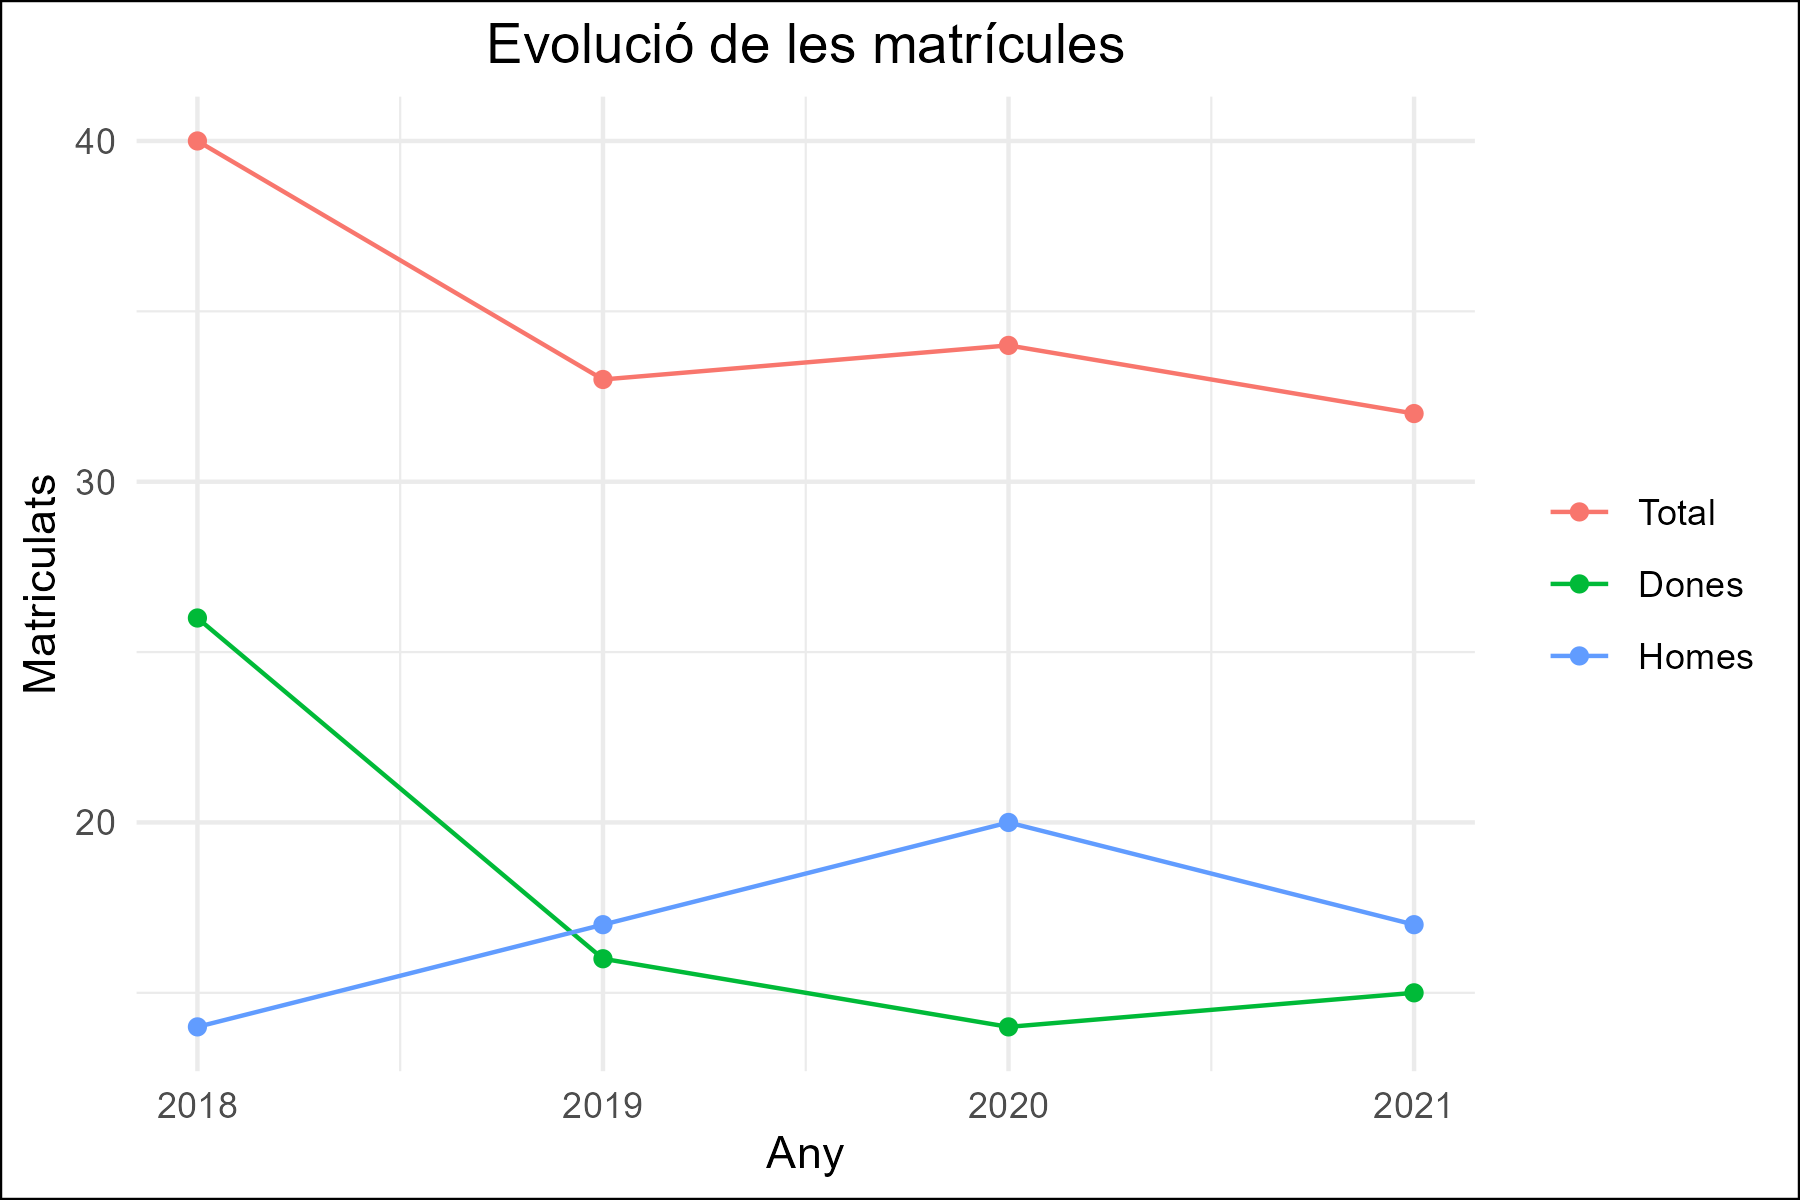 Evolució de les matrícules
Matriculats
40
30
20
2018 2019 2020 2021
Any
Total
Dones
Homes